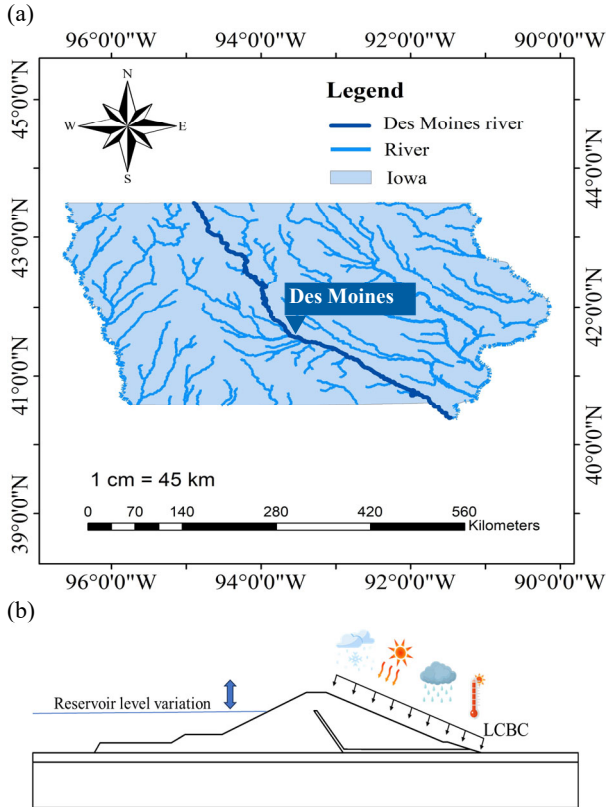 (a)
96°0'0"W 94°0'0"W 92°0'0"W 90°0'0"W
45°0'0"N
43°0'0"N
41°0'0"N
39°0'0"N
44°0'0"N
42°0'0"N
40°0'0"N
N
W E
S
Legend
Des Moines river
River
Iowa
Des Moines
1 cm = 45 km
0 70 140 280 420 560
Kilometers
96°0'0"W 94°0'0"W 92°0'0"W 90°0'0"W
(b)
Reservoir level variation
LCBC